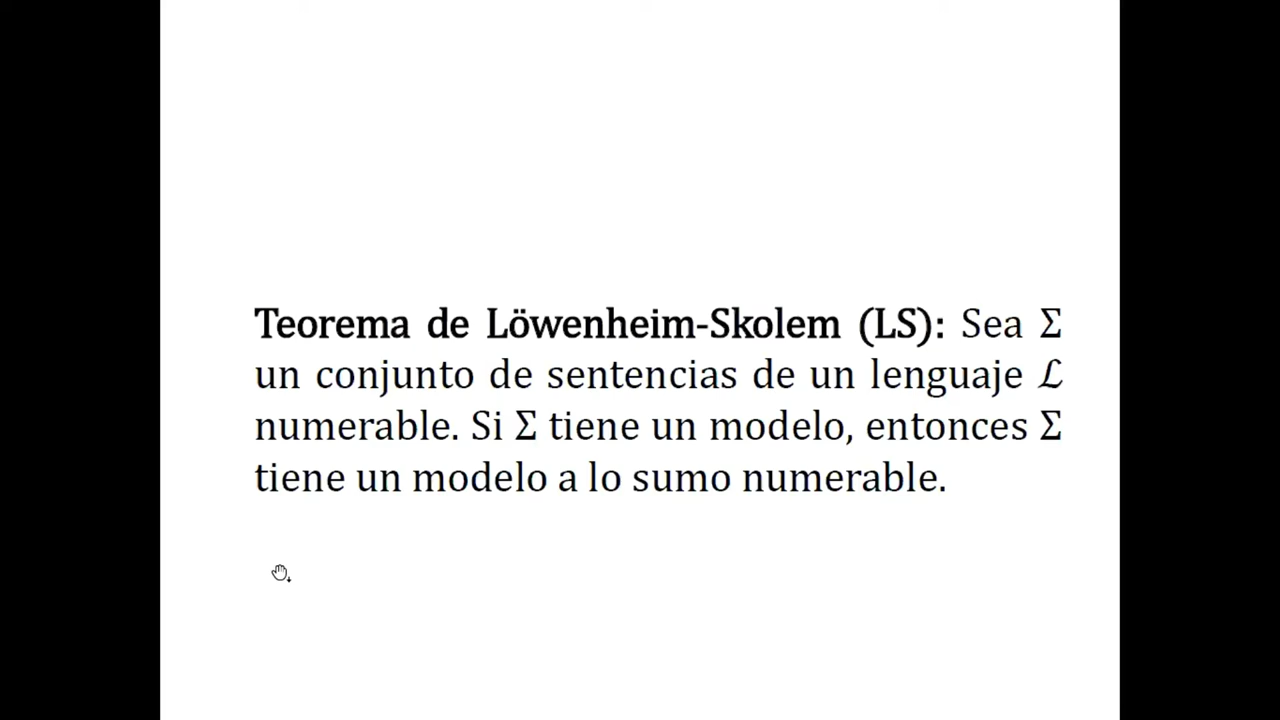 Teorema de Löwenheim-Skolem (LS): Sea Σ
un conjunto de sentencias de un lenguaje ℒ
numerable. Si Σ tiene un modelo, entonces Σ
tiene un modelo a lo sumo numerable.